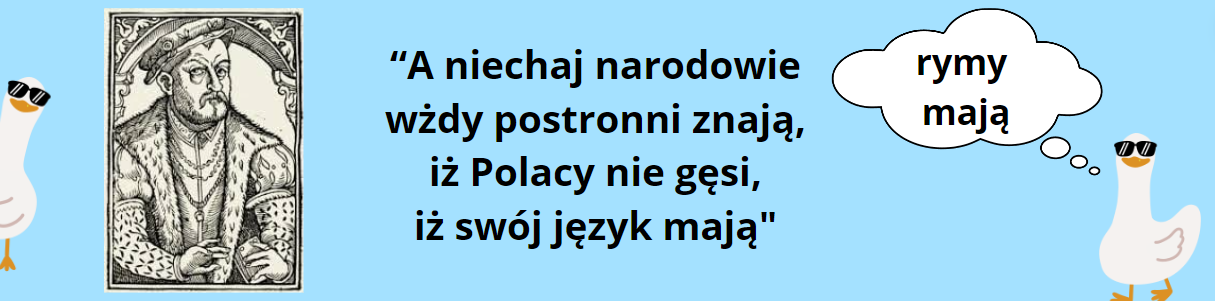 “A niechaj narodowie
wżdy postronni znają,
iż Polacy nie gęsi,
iż swój język mają"
rymy
mają